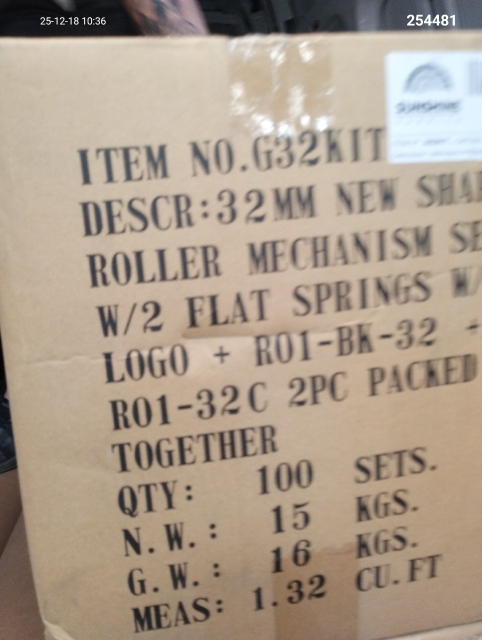 25-12-18 10:36
254481
SUNSHINE
ITEM NO.G32KIT
DESCR:32MM NEW
ROLLER MECHANISM
W/2 FLAT SPRINGS W/
LOGO + R01-BK-32 +
R01-32C 2PC PACKED
TOGETHER
QTY: 100 SETS.
N.W.: 15 KGS.
G.W.: 16 KGS.
MEAS: 1.32 CU.FT